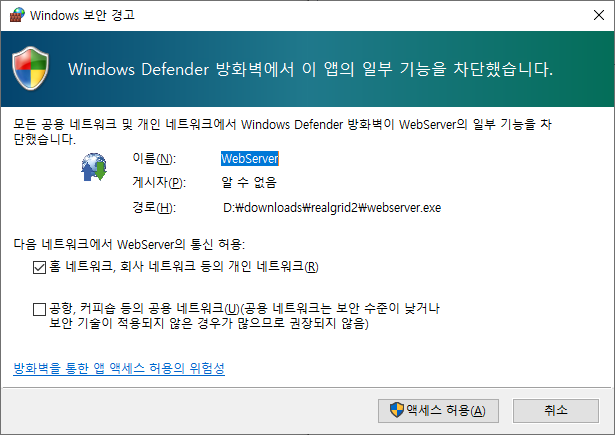 Windows 보안 경고
Windows Defender 방화벽에서 이 앱의 일부 기능을 차단했습니다.
모든 공용 네트워크 및 개인 네트워크에서 Windows Defender 방화벽이 WebServer의 일부 기능을 차
단했습니다.
이름(N): WebServer
게시자(P): 알 수 없음
경로(H): D:₩downloads₩realgrid2₩webserver.exe
다음 네트워크에서 WebServer의 통신 허용:
홈 네트워크, 회사 네트워크 등의 개인 네트워크(R)
공항, 커피숍 등의 공용 네트워크(U)(공용 네트워크는 보안 수준이 낮거나
보안 기술이 적용되지 않은 경우가 많으므로 권장되지 않음)
방화벽을 통한 앱 액세스 허용의 위험성
액세스 허용(A) 취소